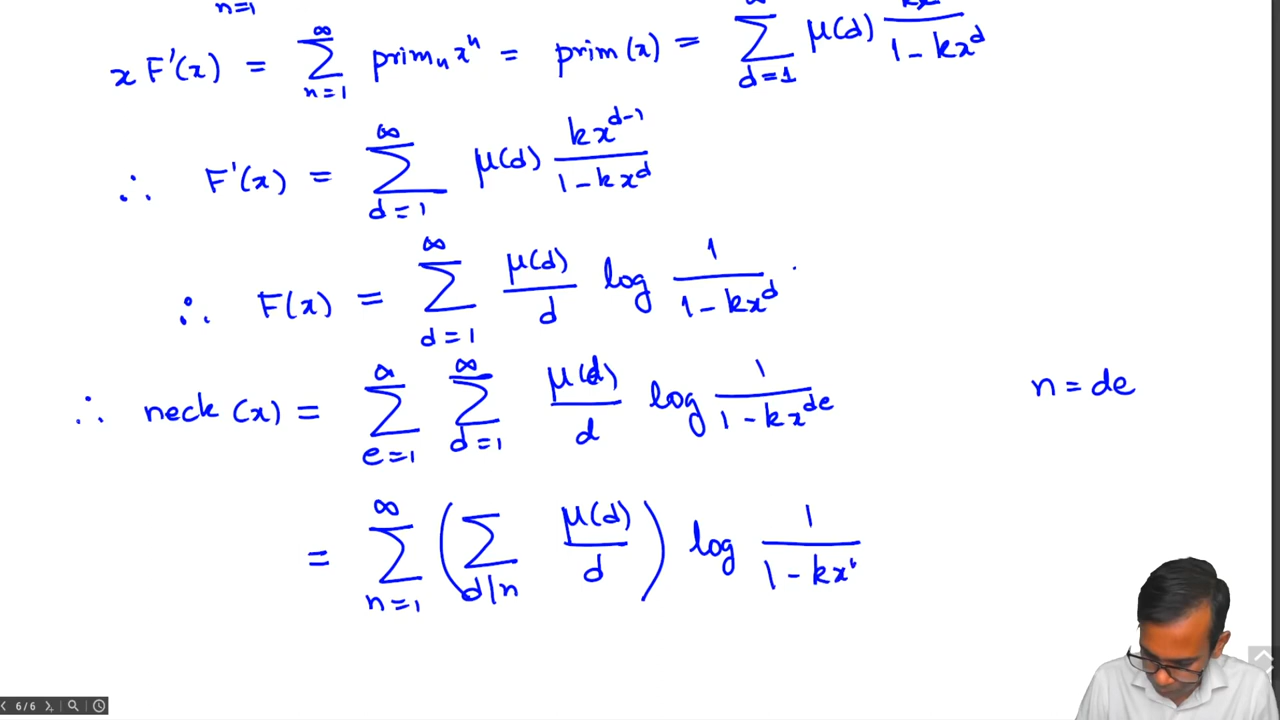 n=1
x F'(x) = ∑_{n=1}^{∞} prim_n x^n = prim(x) = ∑_{d=1}^{∞} μ(d) kx^d / (1 - kx^d)
∴ F'(x) = ∑_{d=1}^{∞} μ(d) kx^{d-1} / (1 - kx^d)
∴ F(x) = ∑_{d=1}^{∞} μ(d)/d log 1/(1 - kx^d)
∴ neck(x) = ∑_{e=1}^{∞} ∑_{d=1}^{∞} μ(d)/d log 1/(1 - kx^{de}) n = de
= ∑_{n=1}^{∞} ( ∑_{d|n} μ(d)/d ) log 1/(1 - kx
6/6